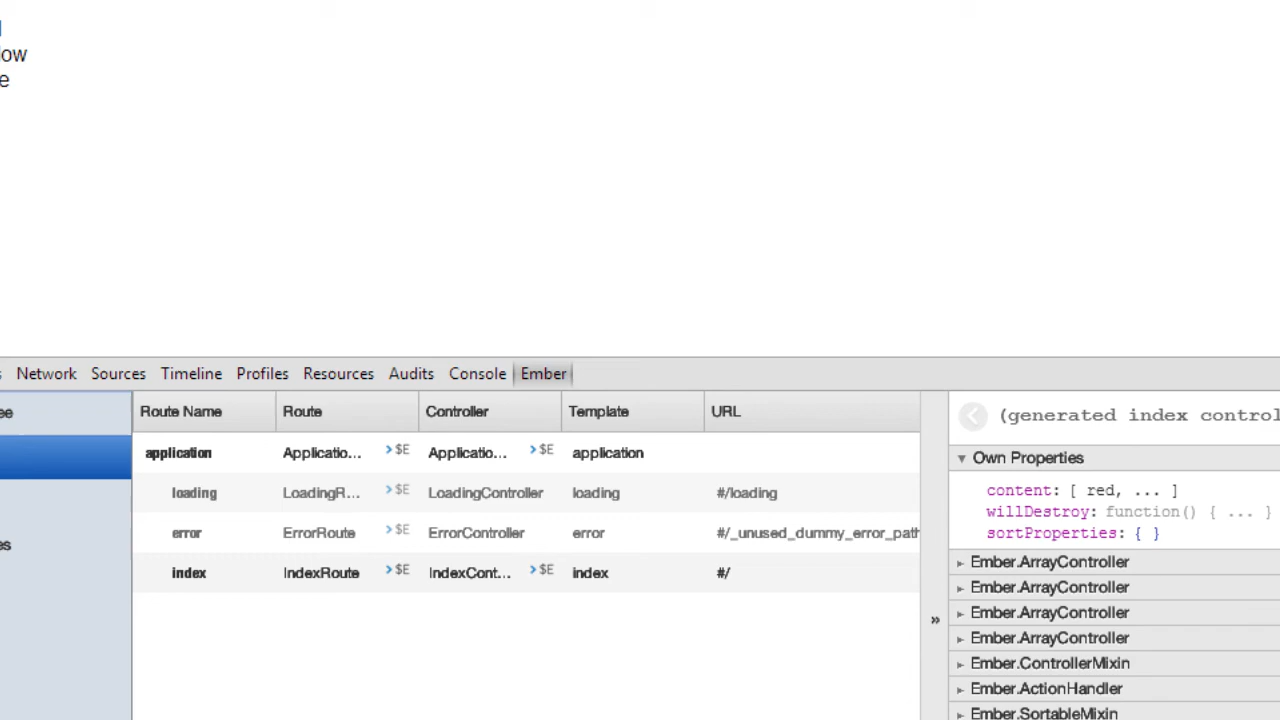 Network Sources Timeline Profiles Resources Audits Console Ember
Route Name Route Controller Template URL
application Applicatio... >$E Applicatio... >$E application
loading LoadingR... >$E LoadingController loading #/loading
error ErrorRoute >$E ErrorController error #/_unused_dummy_error_path
index IndexRoute >$E IndexCont... >$E index #/
»
(generated index control
Own Properties
content: [ red, ... ]
willDestroy: function() { ... }
sortProperties: { }
Ember.ArrayController
Ember.ArrayController
Ember.ArrayController
Ember.ArrayController
Ember.ControllerMixin
Ember.ActionHandler
Ember.SortableMixin